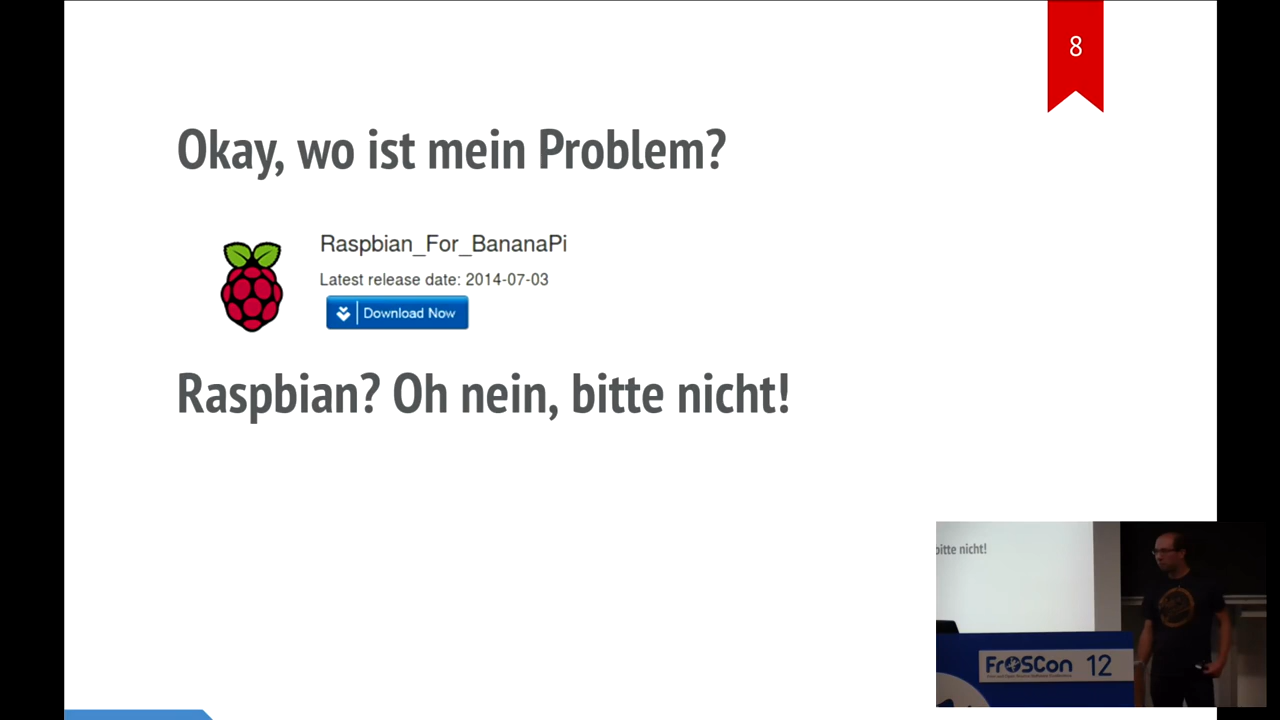 8
Okay, wo ist mein Problem?
Raspbian_For_BananaPi
Latest release date: 2014-07-03
Download Now
Raspbian? Oh nein, bitte nicht!
bitte nicht!
FrOSCon 12